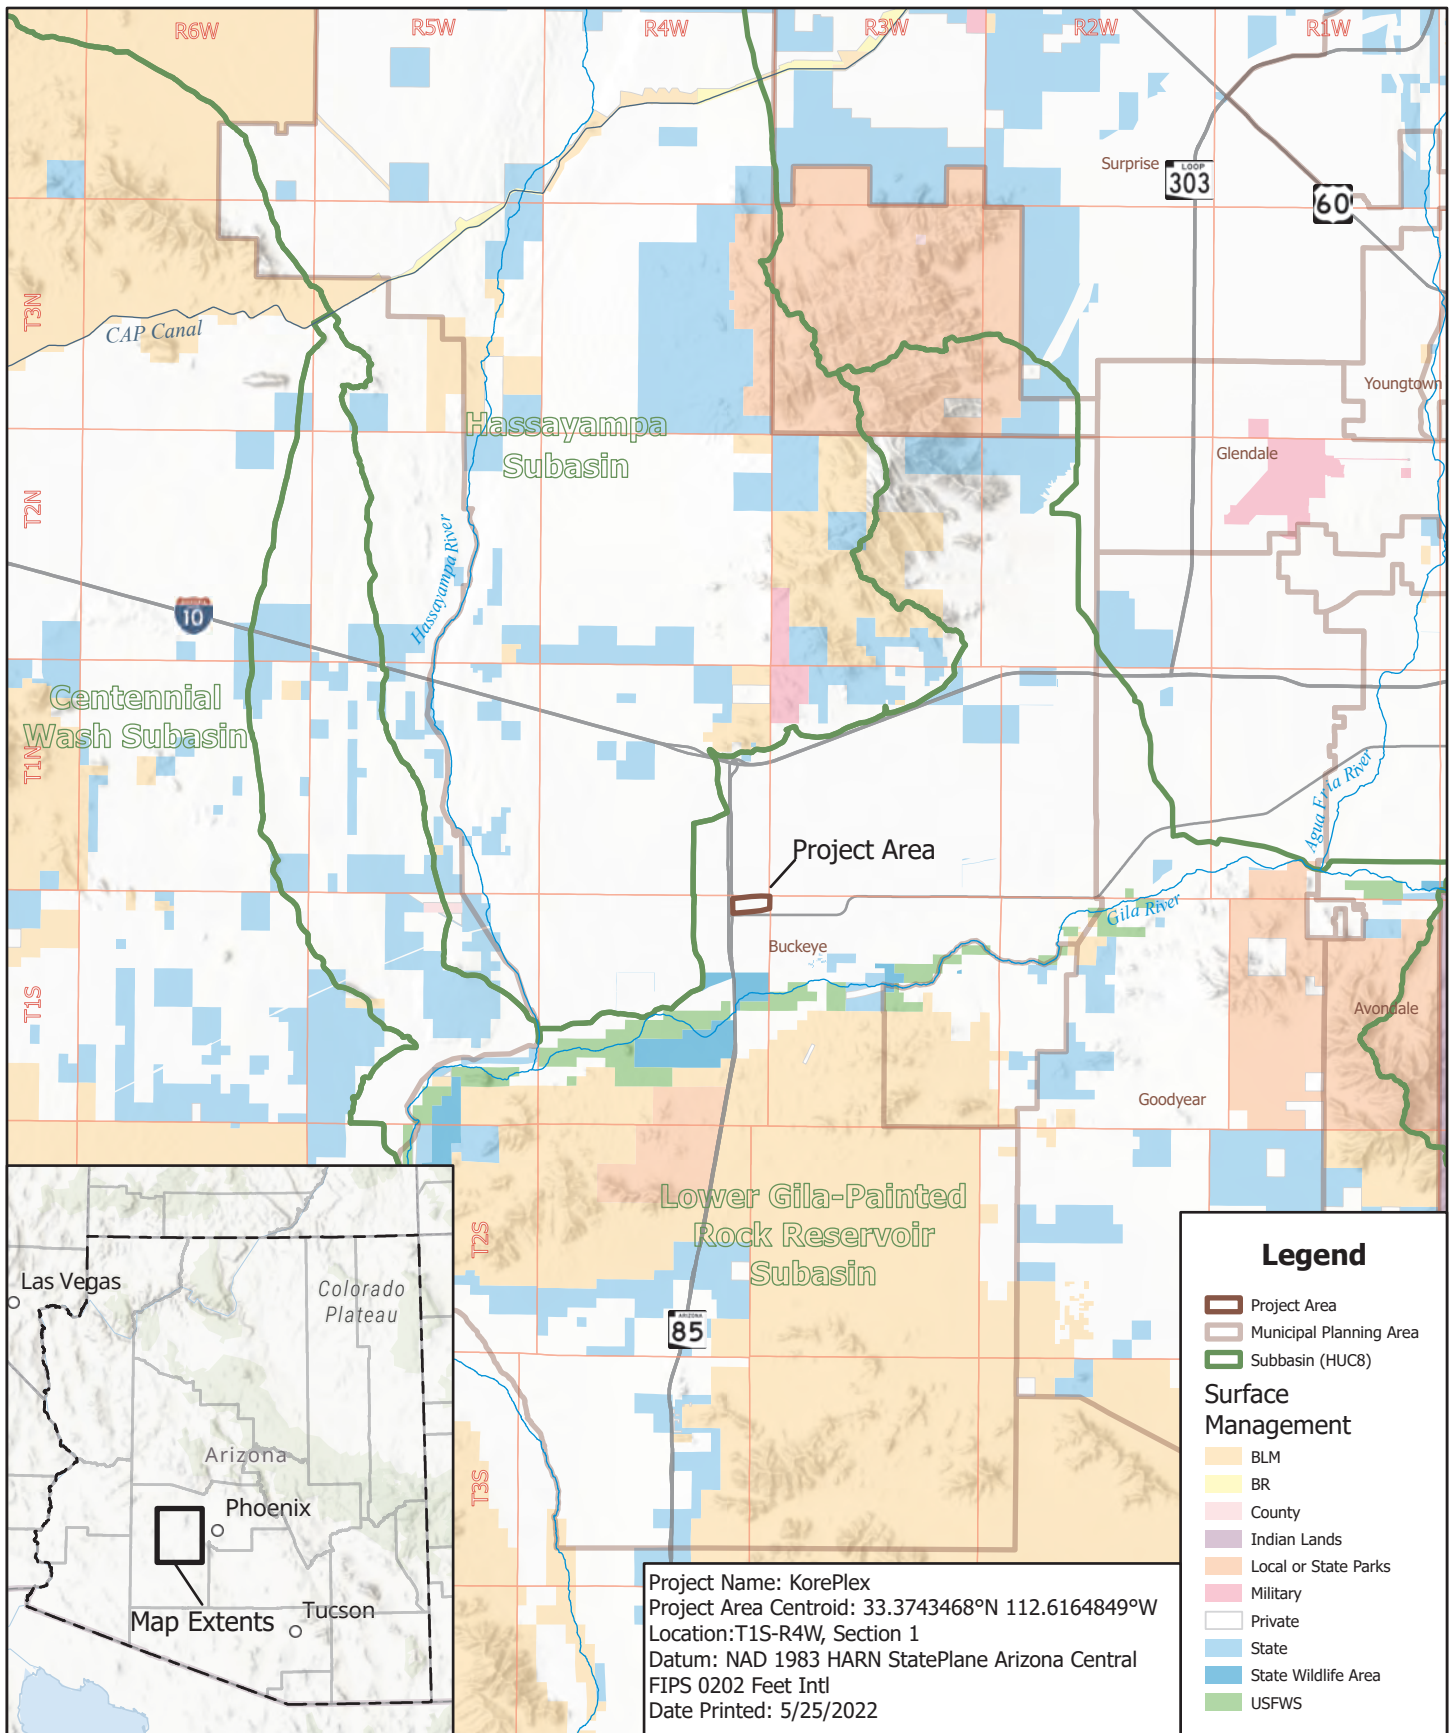 R6W
R5W
R4W
R3W
R2W
R1W
Surprise
LOOP
303
60
T3N
CAP Canal
Youngtown
Hassayampa
Subasin
Glendale
T2N
Hassayampa River
10
Centennial
Wash Subasin
T1N
Agua Fria River
Project Area
Gila River
Buckeye
T1S
Avondale
Goodyear
Lower Gila-Painted
Rock Reservoir
Subasin
T2S
ARIZONA
85
T3S
Las Vegas
Colorado
Plateau
Arizona
Phoenix
Map Extents
Tucson
Project Name: KorePlex
Project Area Centroid: 33.3743468°N 112.6164849°W
Location:T1S-R4W, Section 1
Datum: NAD 1983 HARN StatePlane Arizona Central
FIPS 0202 Feet Intl
Date Printed: 5/25/2022
Legend
Project Area
Municipal Planning Area
Subbasin (HUC8)
Surface
Management
BLM
BR
County
Indian Lands
Local or State Parks
Military
Private
State
State Wildlife Area
USFWS